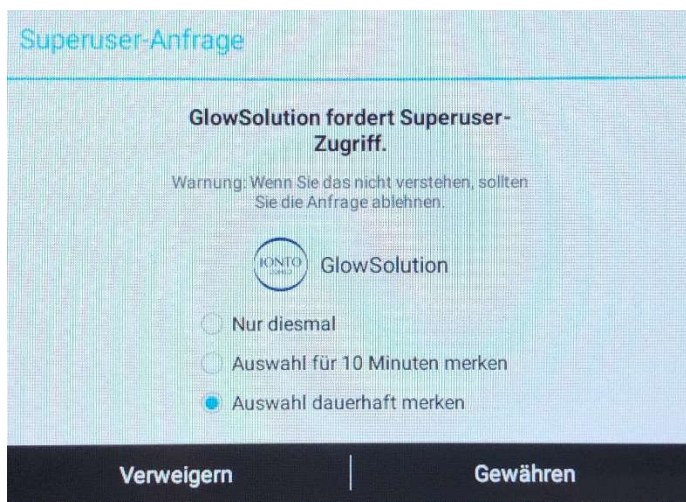 Superuser-Anfrage
GlowSolution fordert Superuser-
Zugriff.
Warnung: Wenn Sie das nicht verstehen, sollten
Sie die Anfrage ablehnen.
IONTO
GlowSolution
Nur diesmal
Auswahl für 10 Minuten merken
Auswahl dauerhaft merken
Verweigern
Gewähren